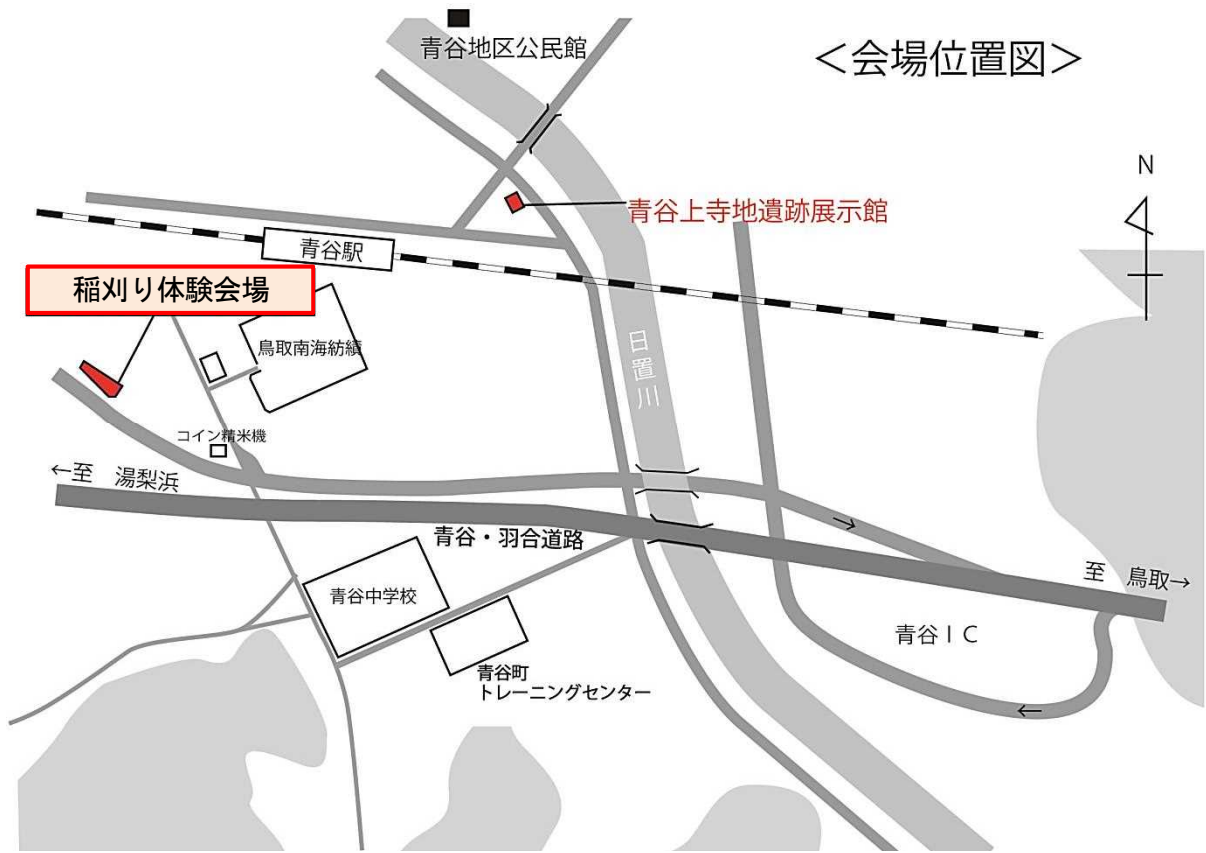 青谷地区公民館
＜会場位置図＞
N
青谷上寺地遺跡展示館
青谷駅
稲刈り体験会場
鳥取南海紡績
日置川
コイン精米機
←至 湯梨浜
青谷・羽合道路
→
至 鳥取→
青谷中学校
青谷ＩＣ
青谷町
トレーニングセンター
←